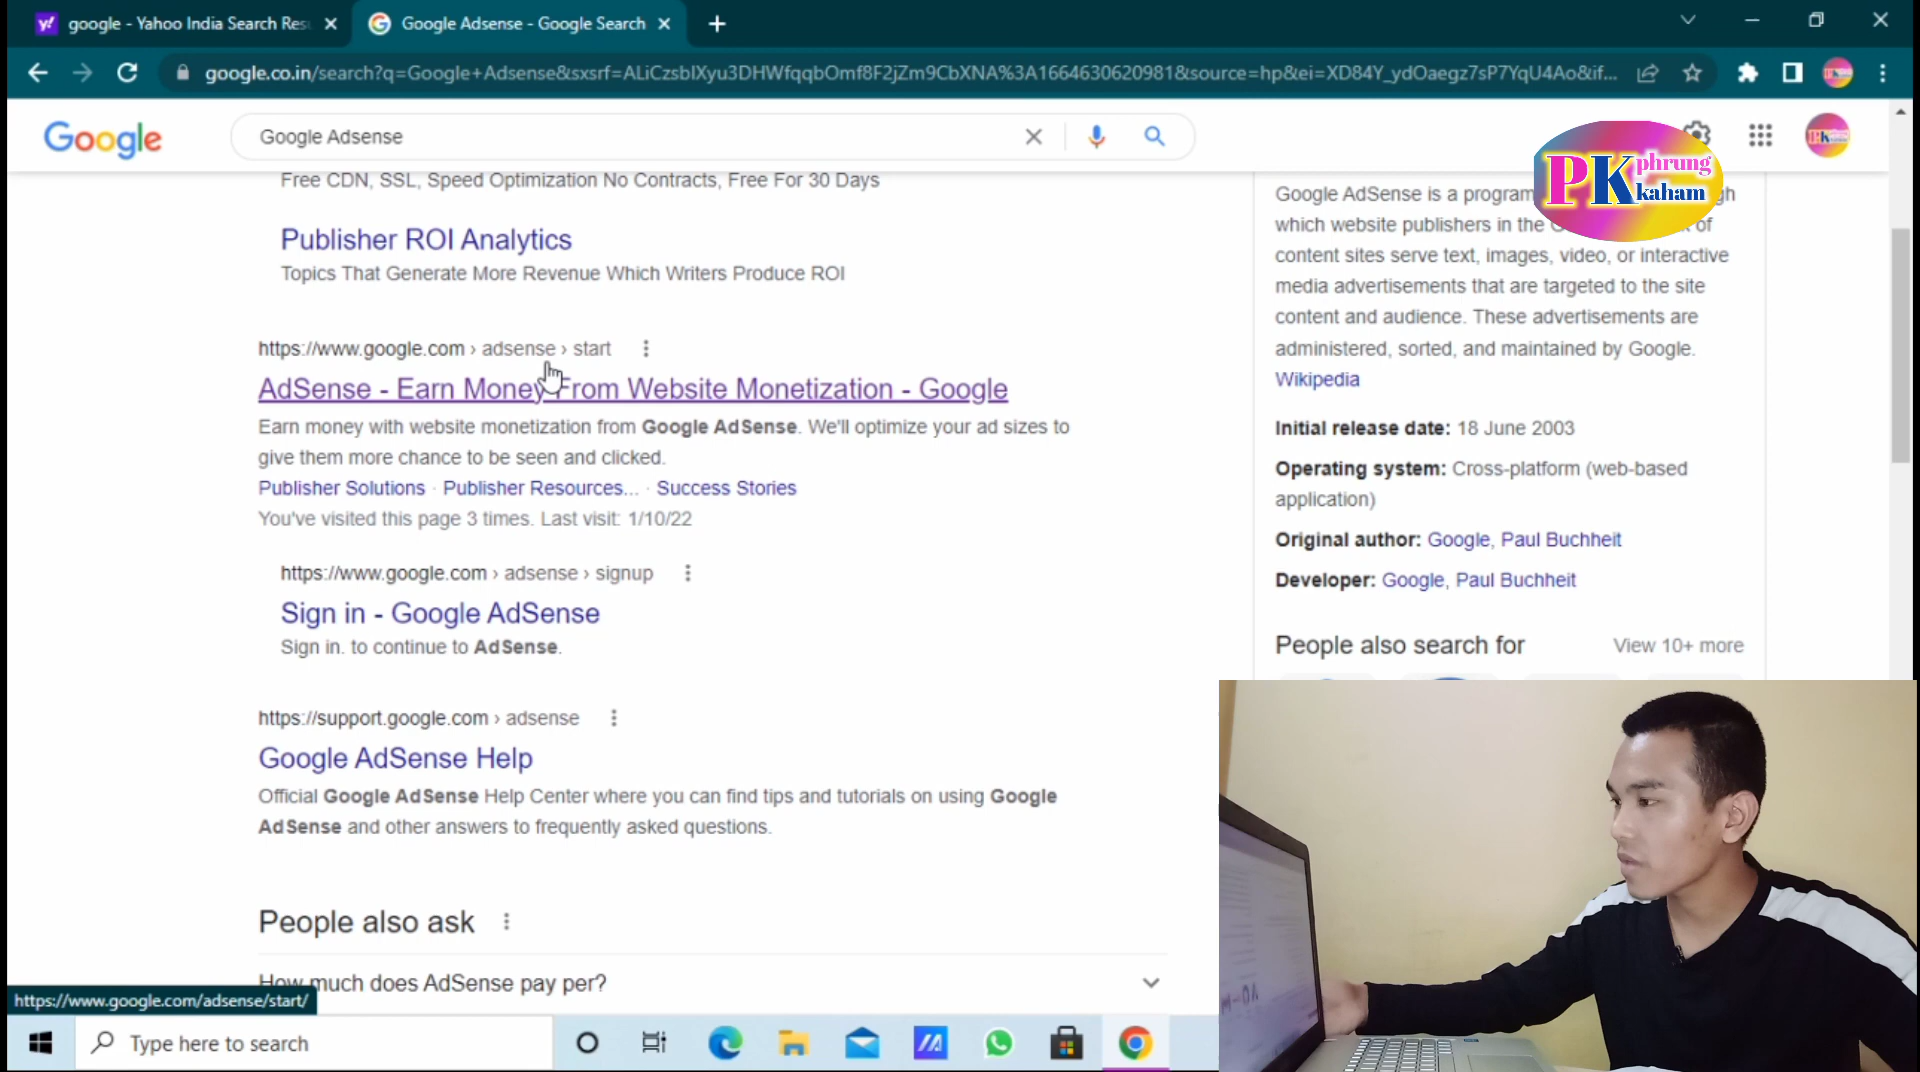 google - Yahoo India Search Res
Google Adsense - Google Search
google.co.in/search?q=Google+Adsense&sxsrf=ALiCzsblXyu3DHWfqqbOmf8F2jZm9CbXNA%3A1664630620981&source=hp&ei=XD84Y_ydOaegz7sP7YqU4Ao&if...
Google
Google Adsense
PK phrung kaham
Free CDN, SSL, Speed Optimization No Contracts, Free For 30 Days
Publisher ROI Analytics
Topics That Generate More Revenue Which Writers Produce ROI
https://www.google.com › adsense › start
AdSense - Earn Money From Website Monetization - Google
Earn money with website monetization from Google AdSense. We'll optimize your ad sizes to
give them more chance to be seen and clicked.
Publisher Solutions · Publisher Resources... · Success Stories
You've visited this page 3 times. Last visit: 1/10/22
https://www.google.com › adsense › signup
Sign in - Google AdSense
Sign in. to continue to AdSense.
https://support.google.com › adsense
Google AdSense Help
Official Google AdSense Help Center where you can find tips and tutorials on using Google
AdSense and other answers to frequently asked questions.
People also ask
How much does AdSense pay per?
Google AdSense is a program
which website publishers in the of
content sites serve text, images, video, or interactive
media advertisements that are targeted to the site
content and audience. These advertisements are
administered, sorted, and maintained by Google.
Wikipedia
Initial release date: 18 June 2003
Operating system: Cross-platform (web-based
application)
Original author: Google, Paul Buchheit
Developer: Google, Paul Buchheit
People also search for
View 10+ more
https://www.google.com/adsense/start/
Type here to search